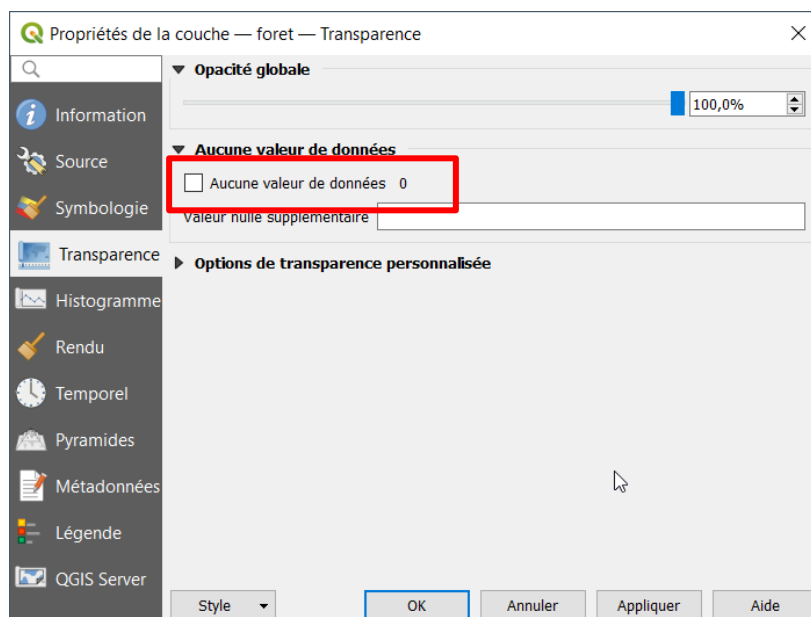 Propriétés de la couche — foret — Transparence
Information
Source
Symbologie
Transparence
Histogramme
Rendu
Temporel
Pyramides
Métadonnées
Légende
QGIS Server
Opacité globale
100,0%
Aucune valeur de données
Aucune valeur de données 0
Valeur nulle supplémentaire
Options de transparence personnalisée
Style
OK
Annuler
Appliquer
Aide